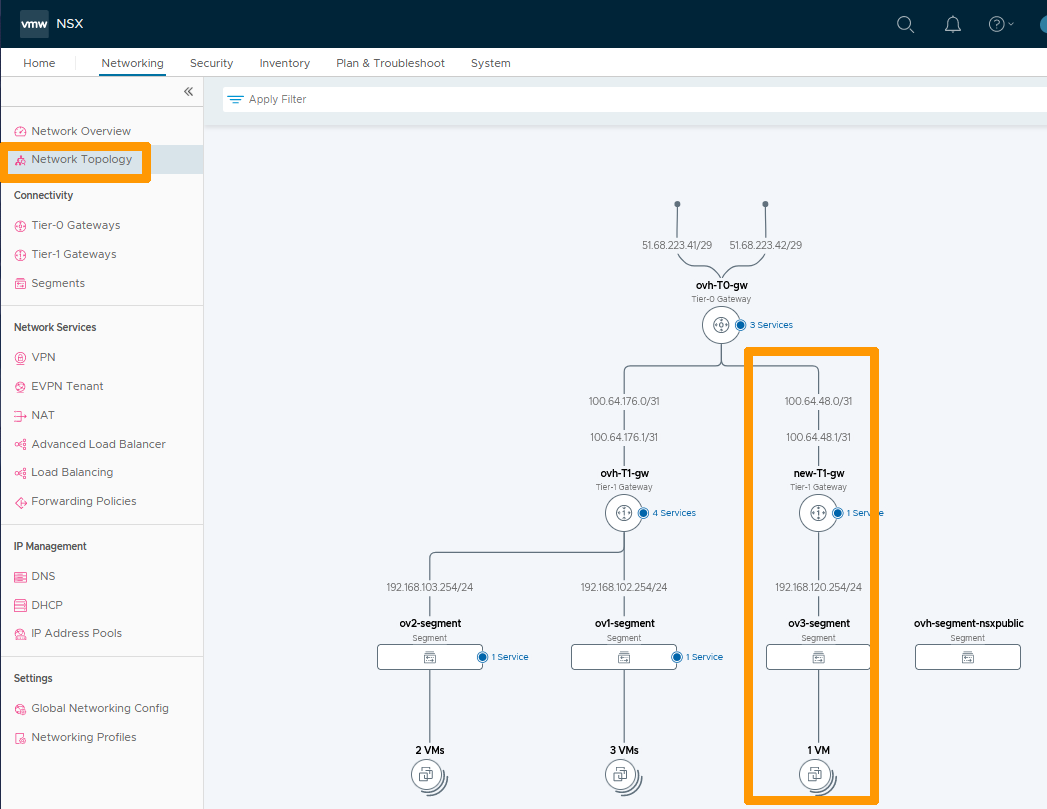 vmw NSX
Home Networking Security Inventory Plan & Troubleshoot System
Apply Filter
Network Overview
Network Topology
Connectivity
Tier-0 Gateways
Tier-1 Gateways
Segments
Network Services
VPN
EVPN Tenant
NAT
Advanced Load Balancer
Load Balancing
Forwarding Policies
IP Management
DNS
DHCP
IP Address Pools
Settings
Global Networking Config
Networking Profiles
51.68.223.41/29 51.68.223.42/29
ovh-T0-gw
Tier-0 Gateway
3 Services
100.64.176.0/31 100.64.48.0/31
100.64.176.1/31 100.64.48.1/31
ovh-T1-gw new-T1-gw
Tier-1 Gateway Tier-1 Gateway
4 Services 1 Service
192.168.103.254/24 192.168.102.254/24 192.168.120.254/24
ov2-segment ov1-segment ov3-segment ovh-segment-nsxpublic
Segment Segment Segment Segment
1 Service 1 Service
2 VMs 3 VMs 1 VM